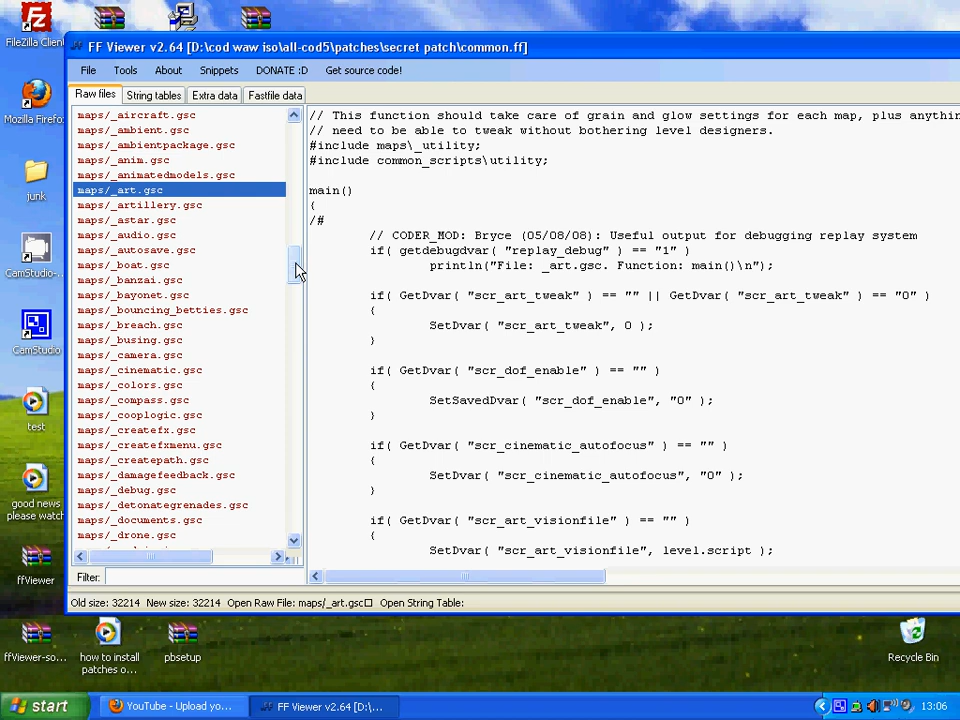 FileZilla Client
Mozilla Firefo
junk
CamStudio-...
CamStudio
test
good news
please watch
ffViewer
ffViewer-so...
how to install
patches o...
pbsetup
Recycle Bin
FF Viewer v2.64 [D:\cod waw iso\all-cod5\patches\secret patch\common.ff]
File Tools About Snippets DONATE :D Get source code!
Raw files String tables Extra data Fastfile data
maps/_aircraft.gsc
maps/_ambient.gsc
maps/_ambientpackage.gsc
maps/_anim.gsc
maps/_animatedmodels.gsc
maps/_art.gsc
maps/_artillery.gsc
maps/_astar.gsc
maps/_audio.gsc
maps/_autosave.gsc
maps/_boat.gsc
maps/_banzai.gsc
maps/_bayonet.gsc
maps/_bouncing_betties.gsc
maps/_breach.gsc
maps/_busing.gsc
maps/_camera.gsc
maps/_cinematic.gsc
maps/_colors.gsc
maps/_compass.gsc
maps/_cooplogic.gsc
maps/_createfx.gsc
maps/_createfxmenu.gsc
maps/_createpath.gsc
maps/_damagefeedback.gsc
maps/_debug.gsc
maps/_detonategrenades.gsc
maps/_documents.gsc
maps/_drone.gsc
Filter:
// This function should take care of grain and glow settings for each map, plus anythin
// need to be able to tweak without bothering level designers.
#include maps\_utility;
#include common_scripts\utility;
main()
{
/#
// CODER_MOD: Bryce (05/08/08): Useful output for debugging replay system
if( getdebugdvar( "replay_debug" ) == "1" )
println("File: _art.gsc. Function: main()\n");
if( GetDvar( "scr_art_tweak" ) == "" || GetDvar( "scr_art_tweak" ) == "0" )
{
SetDvar( "scr_art_tweak", 0 );
}
if( GetDvar( "scr_dof_enable" ) == "" )
{
SetSavedDvar( "scr_dof_enable", "0" );
}
if( GetDvar( "scr_cinematic_autofocus" ) == "" )
{
SetDvar( "scr_cinematic_autofocus", "0" );
}
if( GetDvar( "scr_art_visionfile" ) == "" )
{
SetDvar( "scr_art_visionfile", level.script );
Old size: 32214 New size: 32214 Open Raw File: maps/_art.gsc□ Open String Table:
start
YouTube - Upload yo...
FF Viewer v2.64 [D:\...
13:06